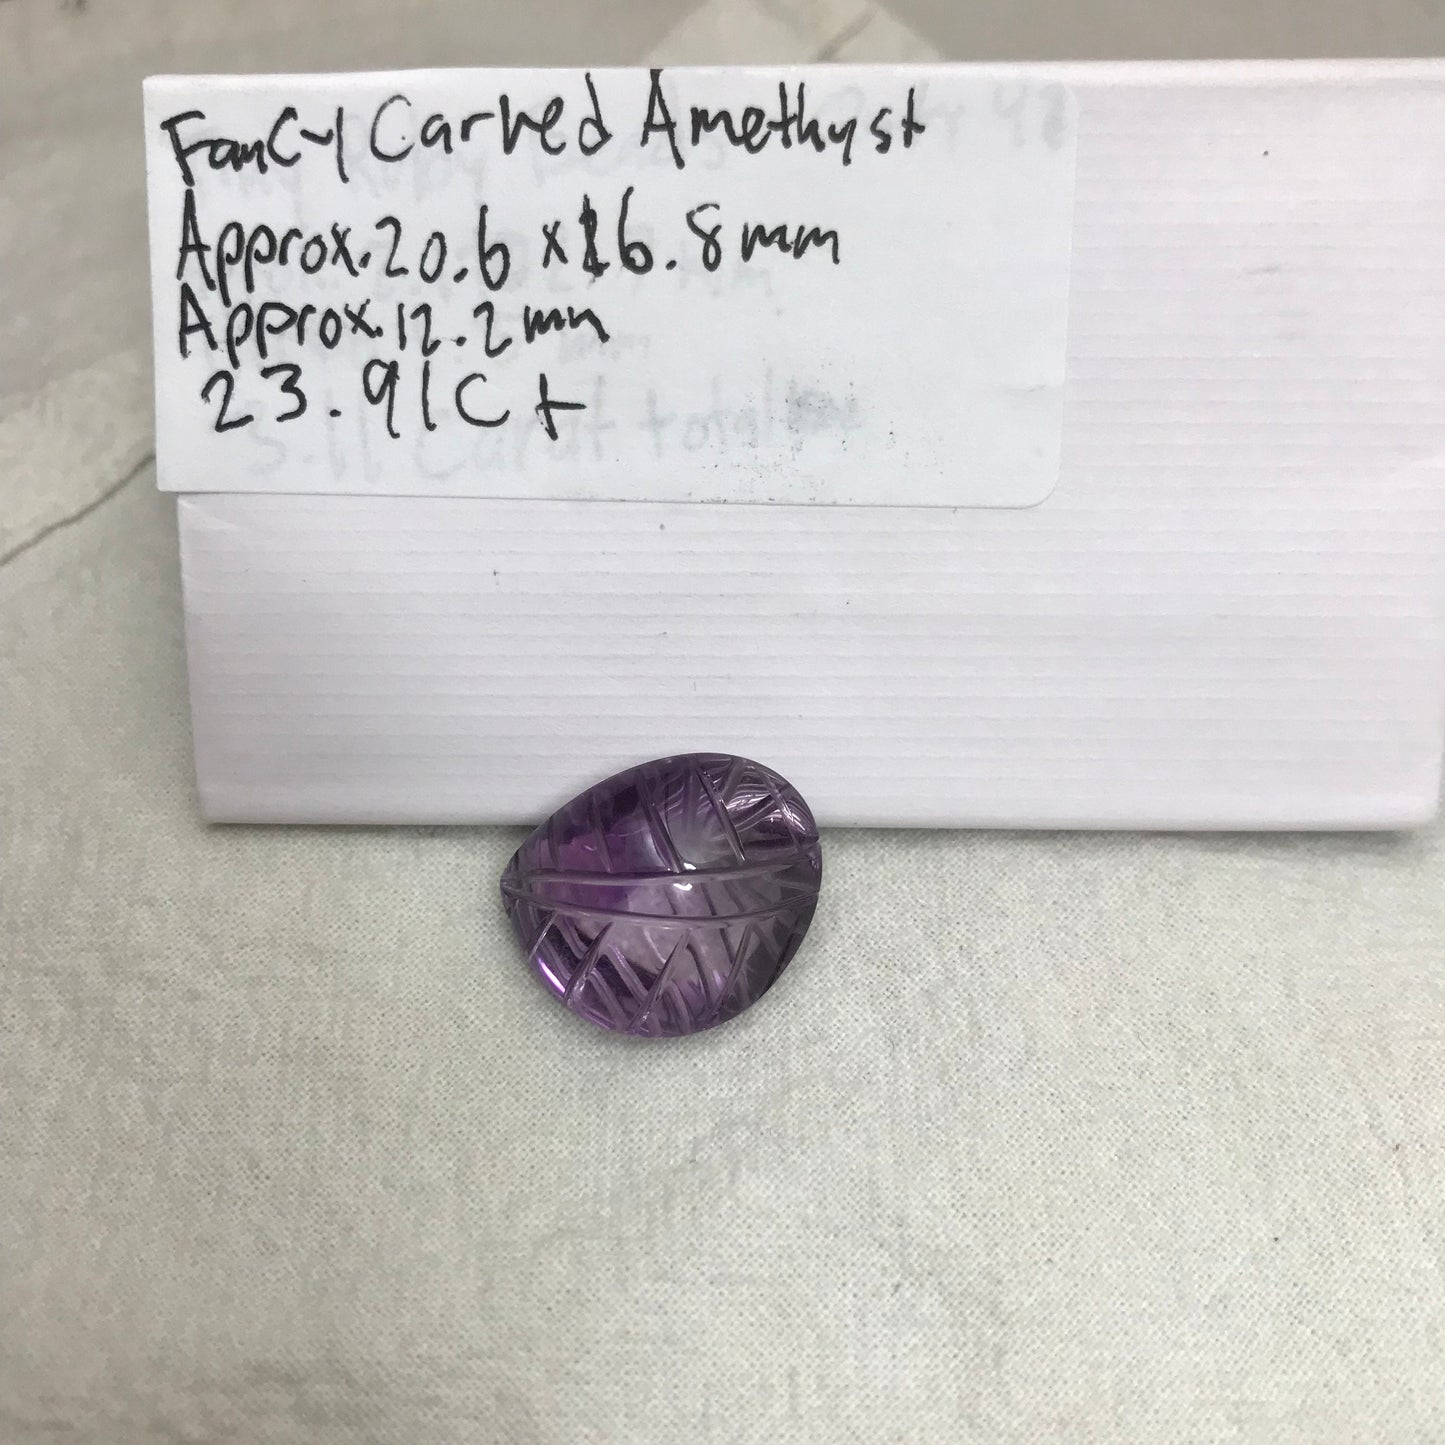 Fancy Carved Amethyst
Approx. 20.6 x 16.8mm
Approx. 12.2mm
23.91Ct